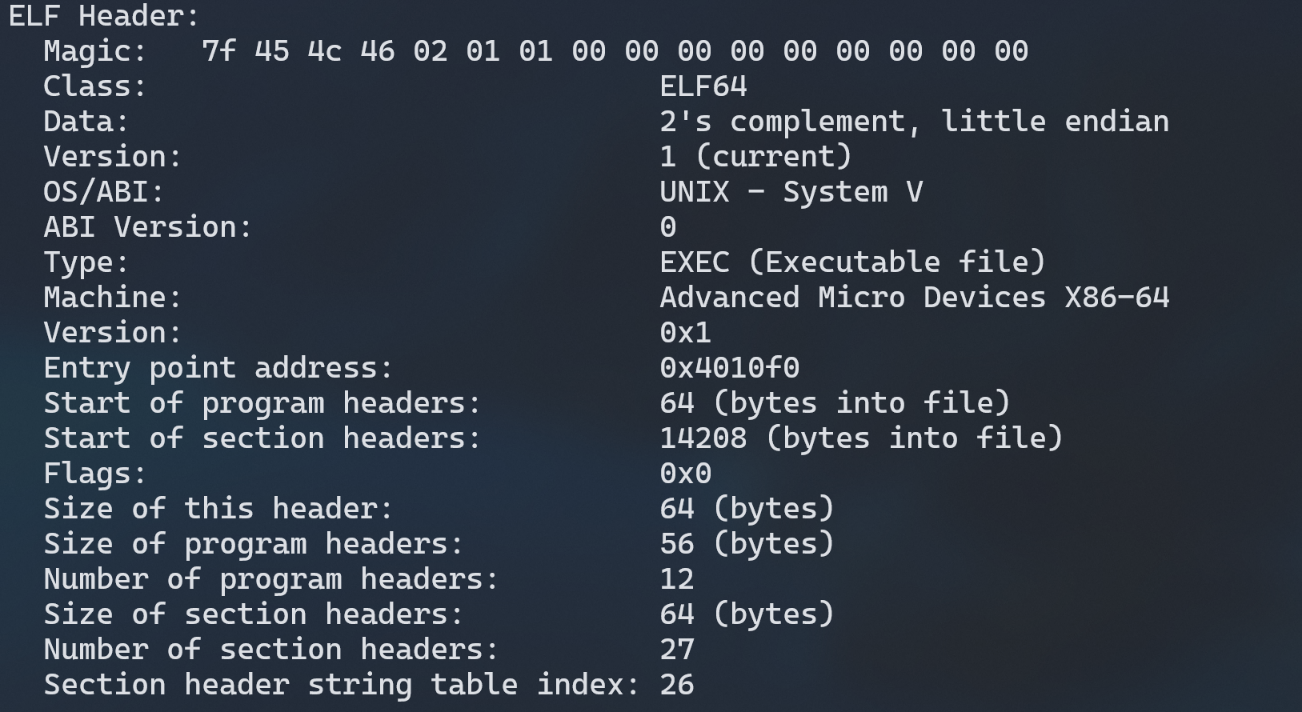 ELF Header:
  Magic:   7f 45 4c 46 02 01 01 00 00 00 00 00 00 00 00 00
  Class:                             ELF64
  Data:                              2's complement, little endian
  Version:                           1 (current)
  OS/ABI:                            UNIX - System V
  ABI Version:                       0
  Type:                              EXEC (Executable file)
  Machine:                           Advanced Micro Devices X86-64
  Version:                           0x1
  Entry point address:               0x4010f0
  Start of program headers:          64 (bytes into file)
  Start of section headers:          14208 (bytes into file)
  Flags:                             0x0
  Size of this header:               64 (bytes)
  Size of program headers:           56 (bytes)
  Number of program headers:         12
  Size of section headers:           64 (bytes)
  Number of section headers:         27
  Section header string table index: 26